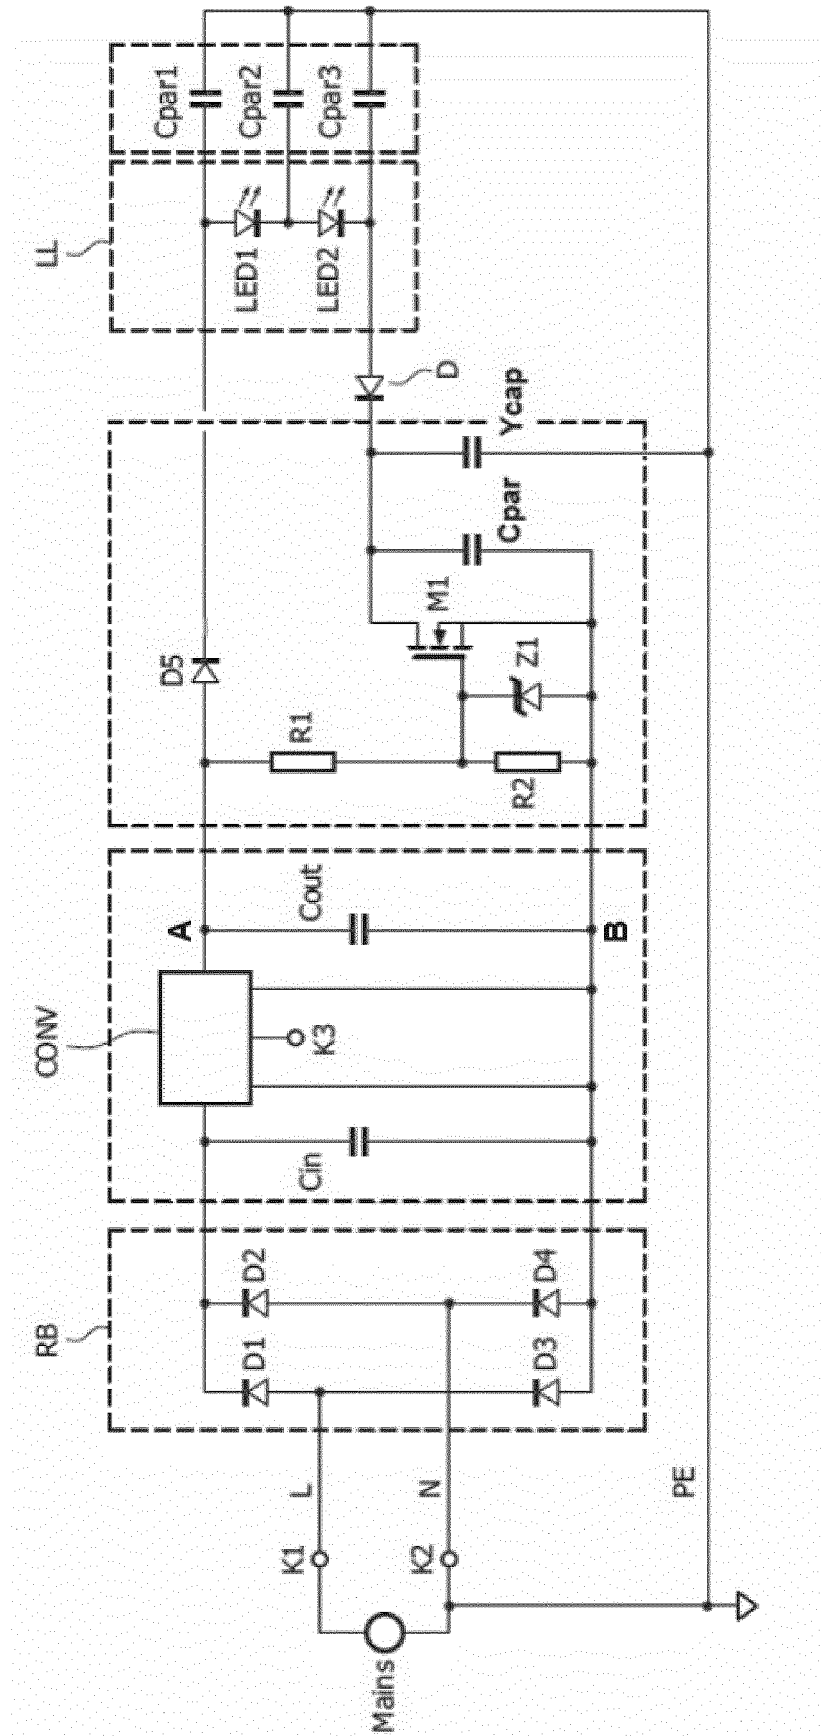 Mains
K1
K2
L
N
PE
RB
D1
D2
D3
D4
CONV
Cin
K3
Cout
A
B
D5
R1
R2
Z1
M1
Cpar
Ycap
D
LL
LED1
LED2
Cpar1
Cpar2
Cpar3